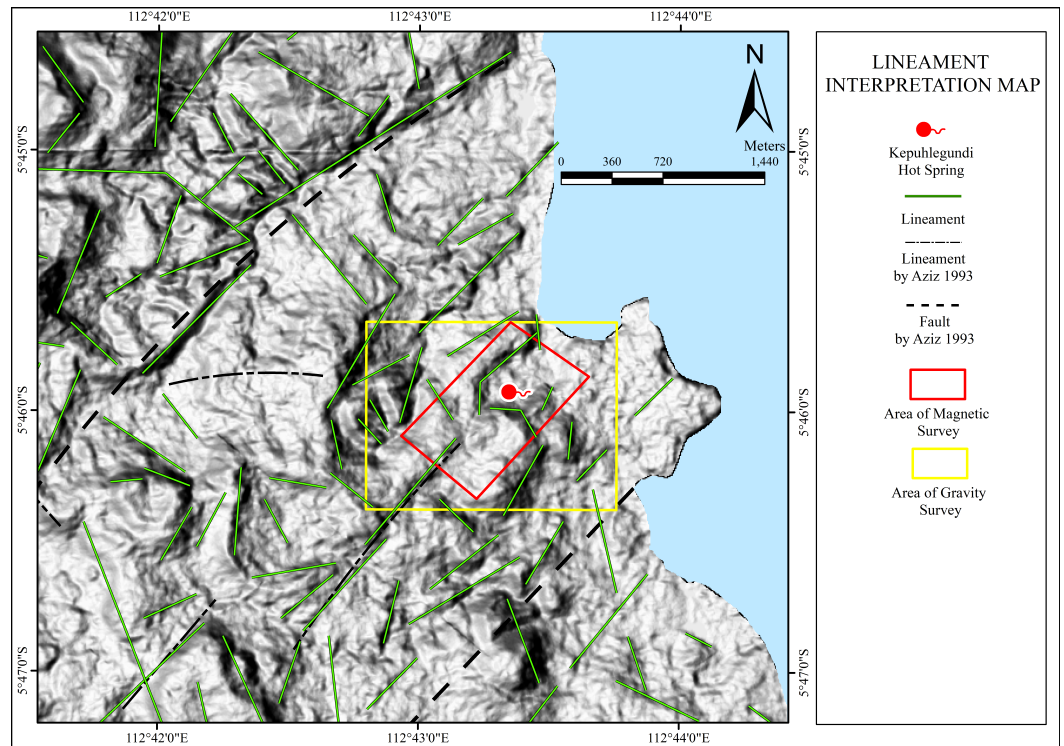 112°42'0"E 112°43'0"E 112°44'0"E
N
Meters
0 360 720 1,440
5°45'0"S 5°45'0"S
5°46'0"S 5°46'0"S
5°47'0"S 5°47'0"S
112°42'0"E 112°43'0"E 112°44'0"E
LINEAMENT
INTERPRETATION MAP
Kepuhlegundi
Hot Spring
Lineament
Lineament
by Aziz 1993
Fault
by Aziz 1993
Area of Magnetic
Survey
Area of Gravity
Survey